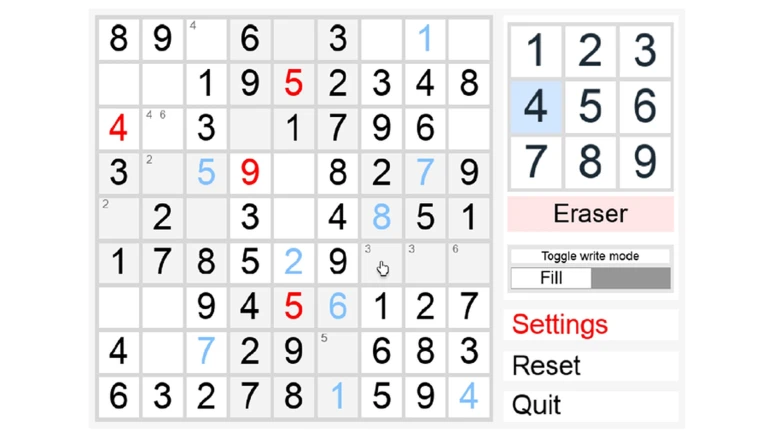 8 9 4 6 3 1
1 9 5 2 3 4 8
4 4 6 3 1 7 9 6
3 2 5 9 8 2 7 9
2 2 3 4 8 5 1
1 7 8 5 2 9 3 3 6
9 4 5 6 1 2 7
4 7 2 9 5 6 8 3
6 3 2 7 8 1 5 9 4
1 2 3
4 5 6
7 8 9
Eraser
Toggle write mode
Fill
Settings
Reset
Quit